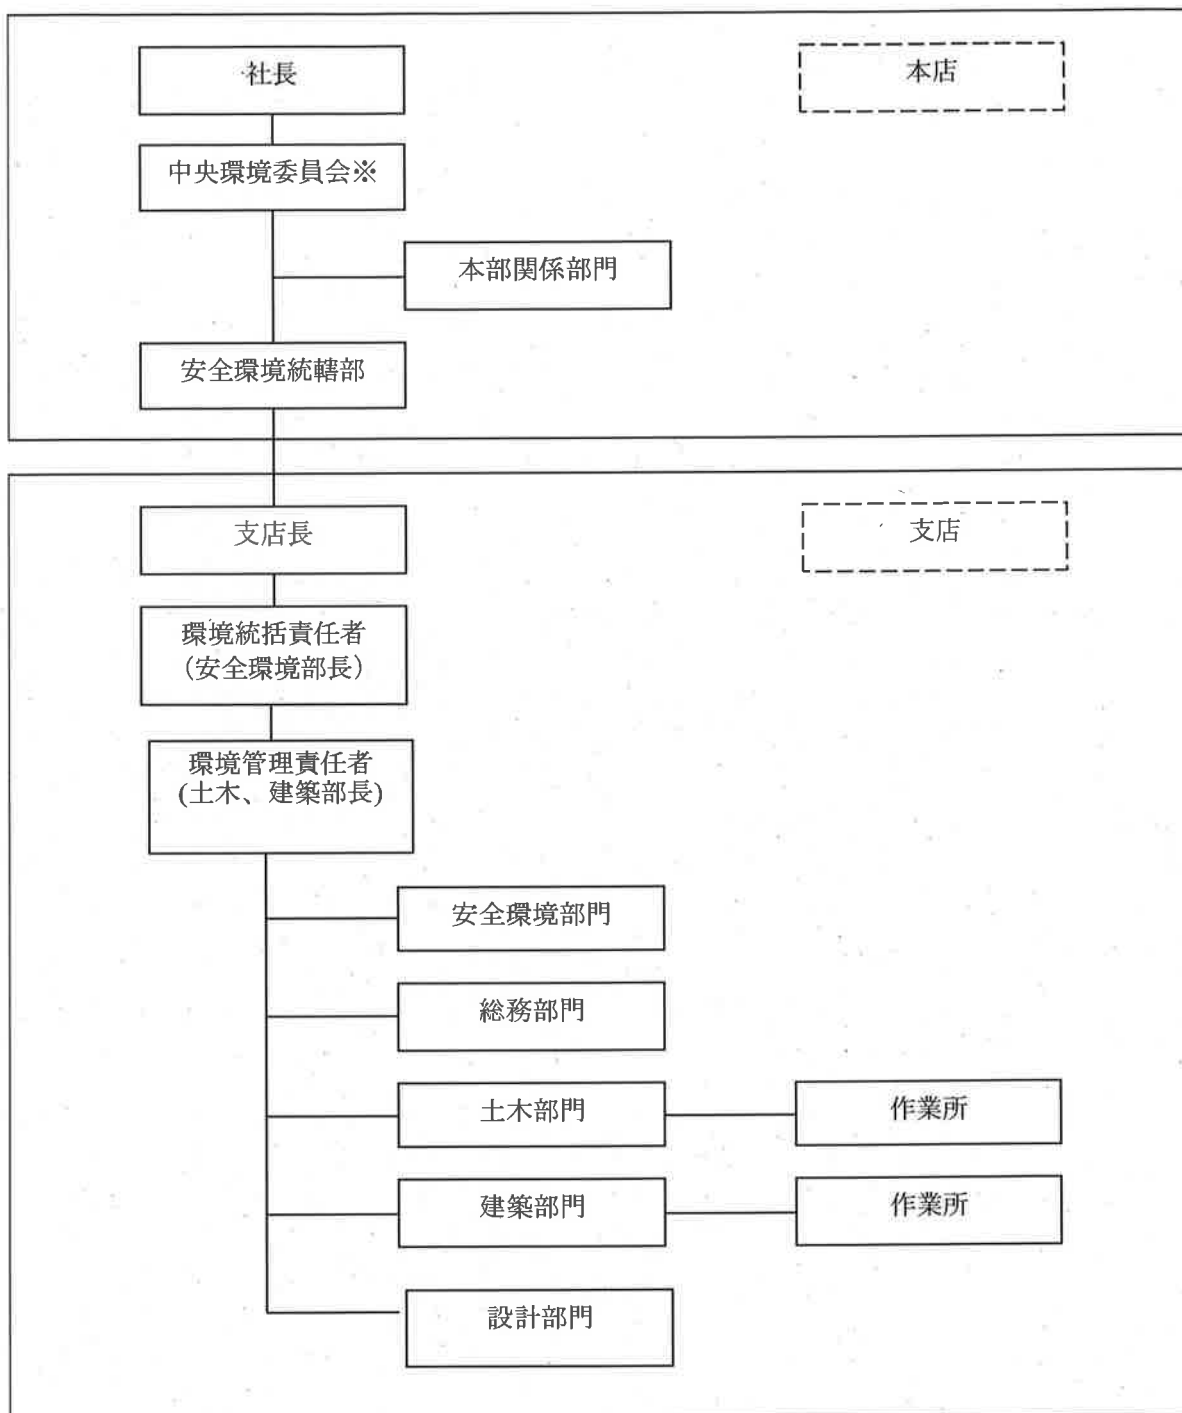 社長
本店
中央環境委員会※
本部関係部門
安全環境統轄部
支店長
支店
環境統括責任者
（安全環境部長）
環境管理責任者
(土木、建築部長)
安全環境部門
総務部門
土木部門
作業所
建築部門
作業所
設計部門